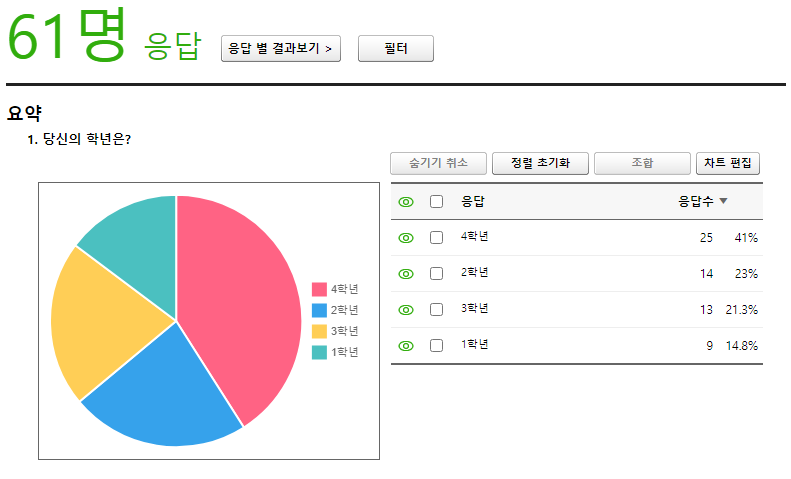 61명 응답 응답 별 결과보기 > 필터
요약
1. 당신의 학년은?
숨기기 취소 정렬 초기화 조합 차트 편집
응답 응답수
4학년 25 41%
2학년 14 23%
3학년 13 21.3%
1학년 9 14.8%
4학년
2학년
3학년
1학년